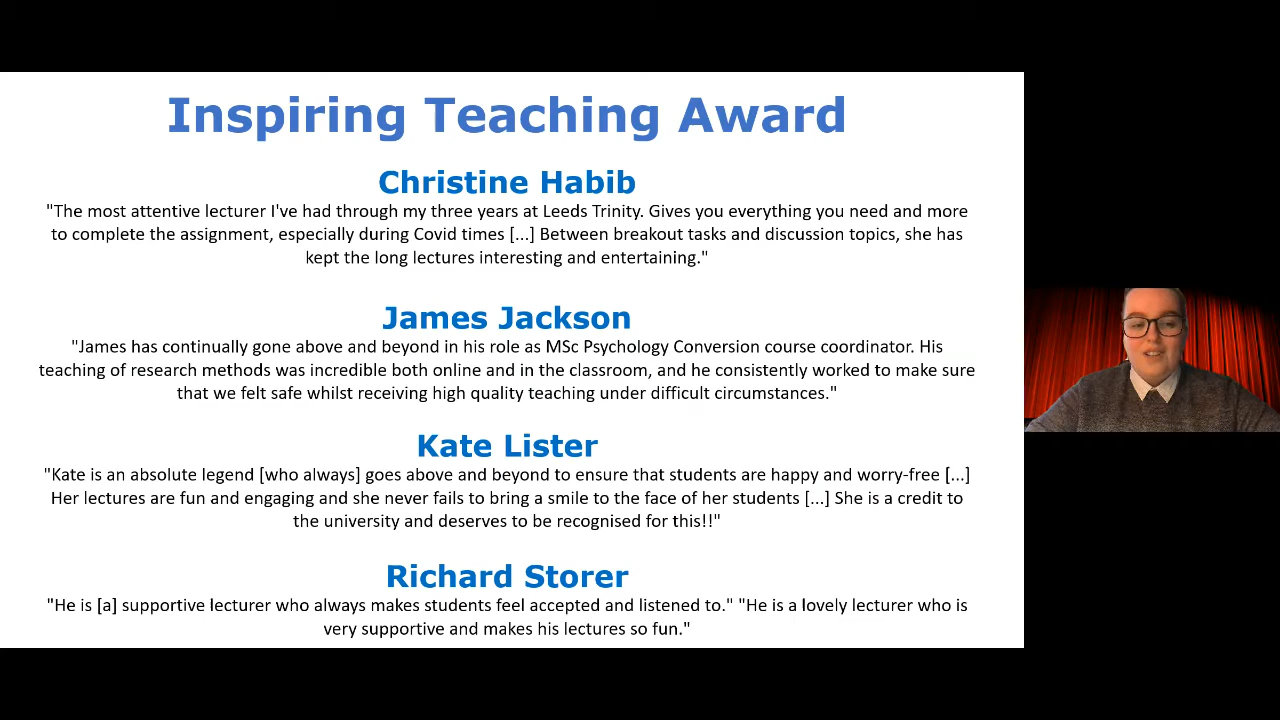 Inspiring Teaching Award
Christine Habib
"The most attentive lecturer I've had through my three years at Leeds Trinity. Gives you everything you need and more
to complete the assignment, especially during Covid times [...] Between breakout tasks and discussion topics, she has
kept the long lectures interesting and entertaining."
James Jackson
"James has continually gone above and beyond in his role as MSc Psychology Conversion course coordinator. His
teaching of research methods was incredible both online and in the classroom, and he consistently worked to make sure
that we felt safe whilst receiving high quality teaching under difficult circumstances."
Kate Lister
"Kate is an absolute legend [who always] goes above and beyond to ensure that students are happy and worry-free [...]
Her lectures are fun and engaging and she never fails to bring a smile to the face of her students [...] She is a credit to
the university and deserves to be recognised for this!!"
Richard Storer
"He is [a] supportive lecturer who always makes students feel accepted and listened to." "He is a lovely lecturer who is
very supportive and makes his lectures so fun."